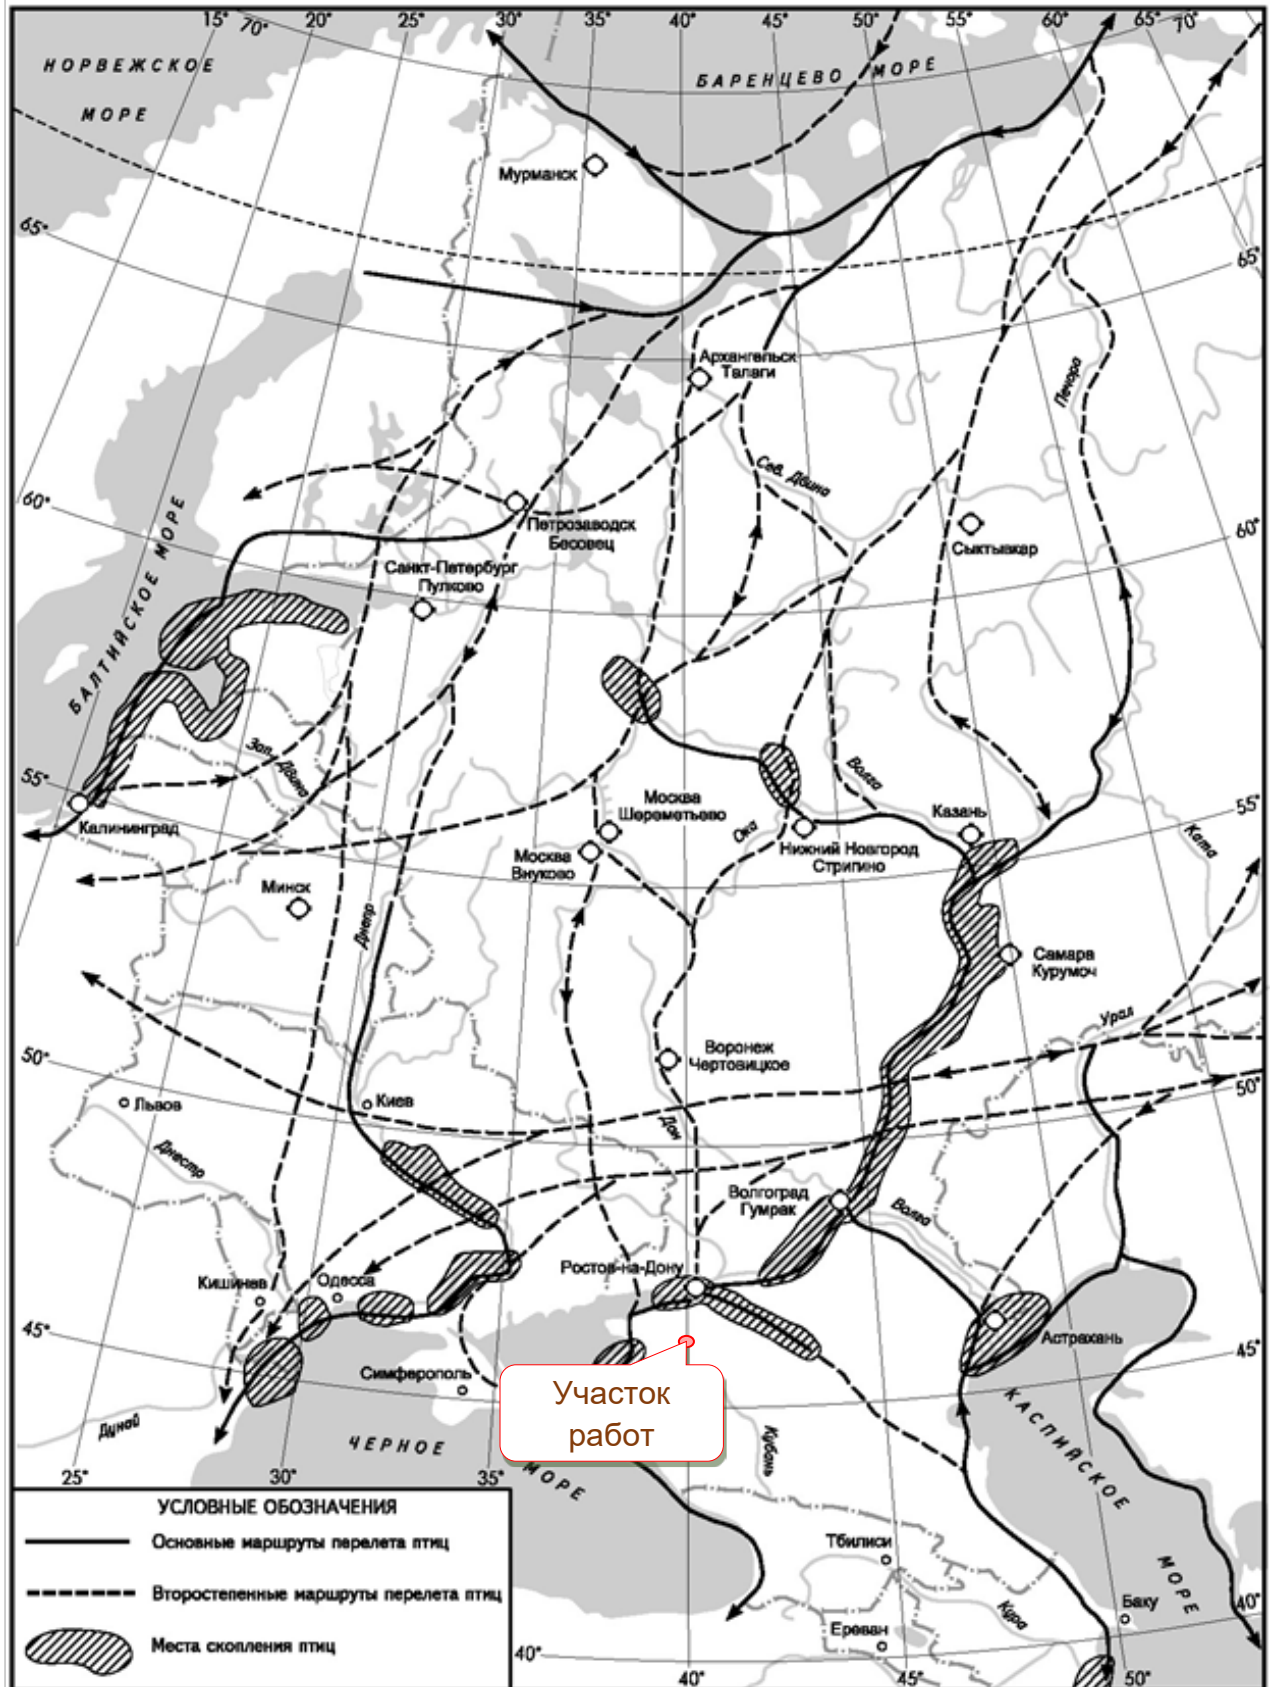 15° 70° 20° 25° 30° 35° 40° 45° 50° 55° 60° 65° 70° 75°
НОРВЕЖСКОЕ
МОРЕ
БАРЕНЦЕВО МОРЕ
Мурманск
65°
65°
Архангельск
Талаги
Печора
Сев. Двина
60°
60°
БАЛТИЙСКОЕ МОРЕ
Петрозаводск
Бесовец
Сыктывкар
Санкт-Петербург
Пулково
Зап. Двина
55°
55°
Волга
Калининград
Москва
Шереметьево
Ока
Казань
Нижний Новгород
Стригино
Москва
Внуково
Минск
Днепр
Самара
Курумоч
Урал
50°
50°
Воронеж
Чертовицкое
Львов
Киев
Дон
Днестр
Волгоград
Гумрак
Волга
Ростов-на-Дону
Кишинев
Одесса
Астрахань
45°
45°
Симферополь
Участок
работ
Дунай
ЧЕРНОЕ МОРЕ
Кубань
КАСПИЙСКОЕ МОРЕ
25° 30° 35°
УСЛОВНЫЕ ОБОЗНАЧЕНИЯ
Основные маршруты перелета птиц
Второстепенные маршруты перелета птиц
Места скопления птиц
Тбилиси
Кура
Баку
40°
Ереван
40°
40° 45° 50°